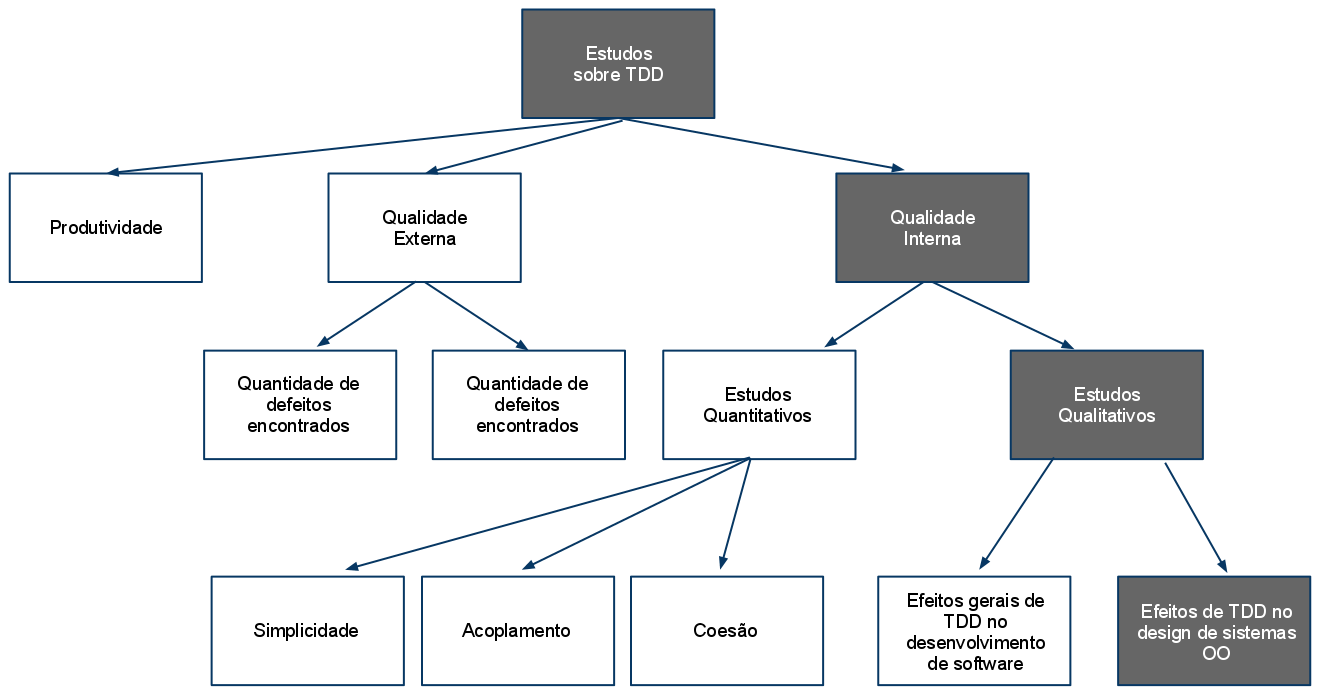 Estudos
sobre TDD
Produtividade
Qualidade
Externa
Qualidade
Interna
Quantidade de
defeitos
encontrados
Quantidade de
defeitos
encontrados
Estudos
Quantitativos
Estudos
Qualitativos
Simplicidade
Acoplamento
Coesão
Efeitos gerais de
TDD no
desenvolvimento
de software
Efeitos de TDD no
design de sistemas
OO